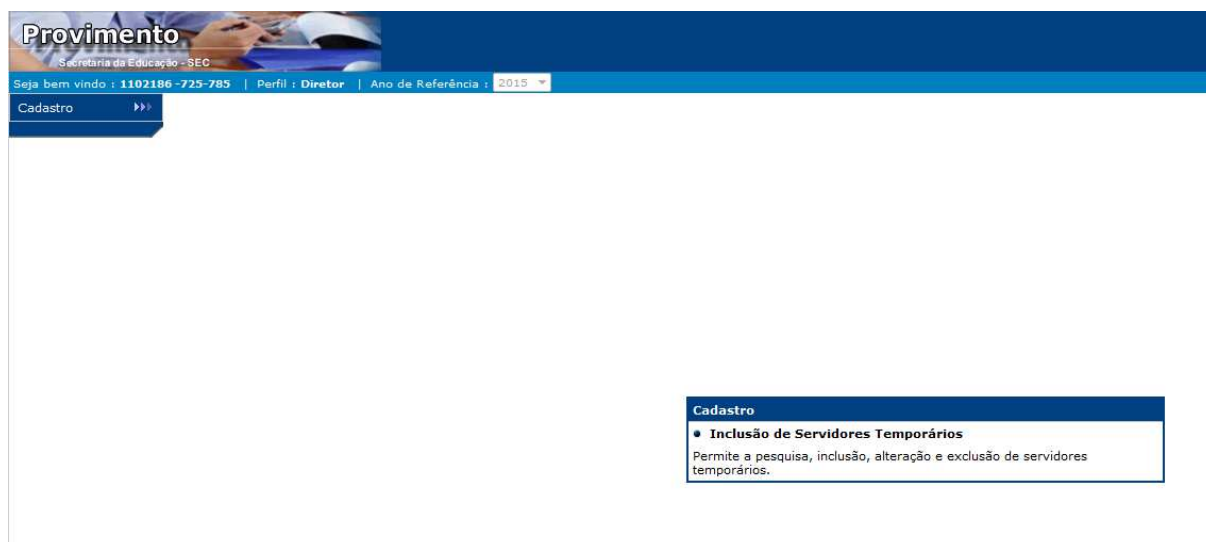 Provimento
Secretaria da Educação - SEC
Seja bem vindo : 1102186 -725-785 | Perfil : Diretor | Ano de Referência : 2015
Cadastro
Cadastro
Inclusão de Servidores Temporários
Permite a pesquisa, inclusão, alteração e exclusão de servidores
temporários.